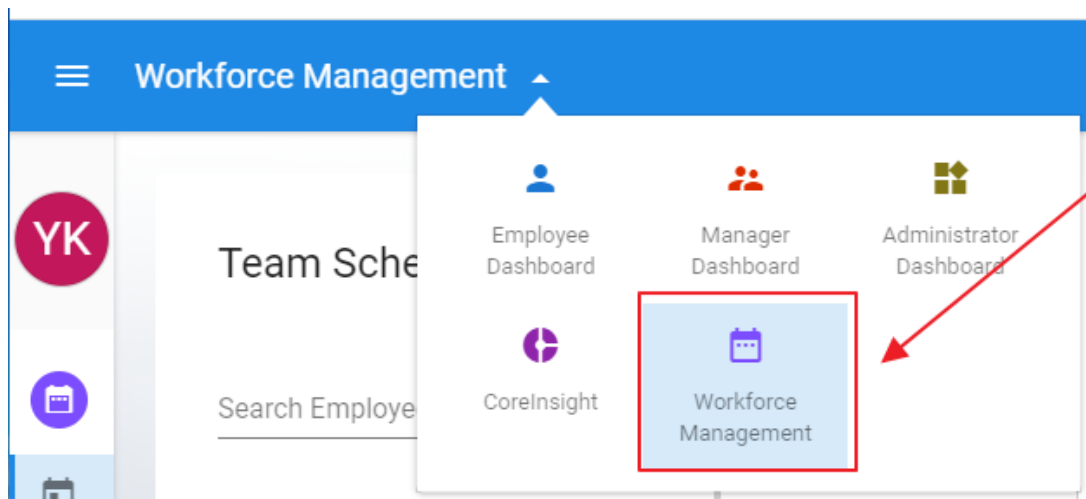 Workforce Management
YK
Team Sche
Search Employe
Employee
Dashboard
Manager
Dashboard
Administrator
Dashboard
CoreInsight
Workforce
Management